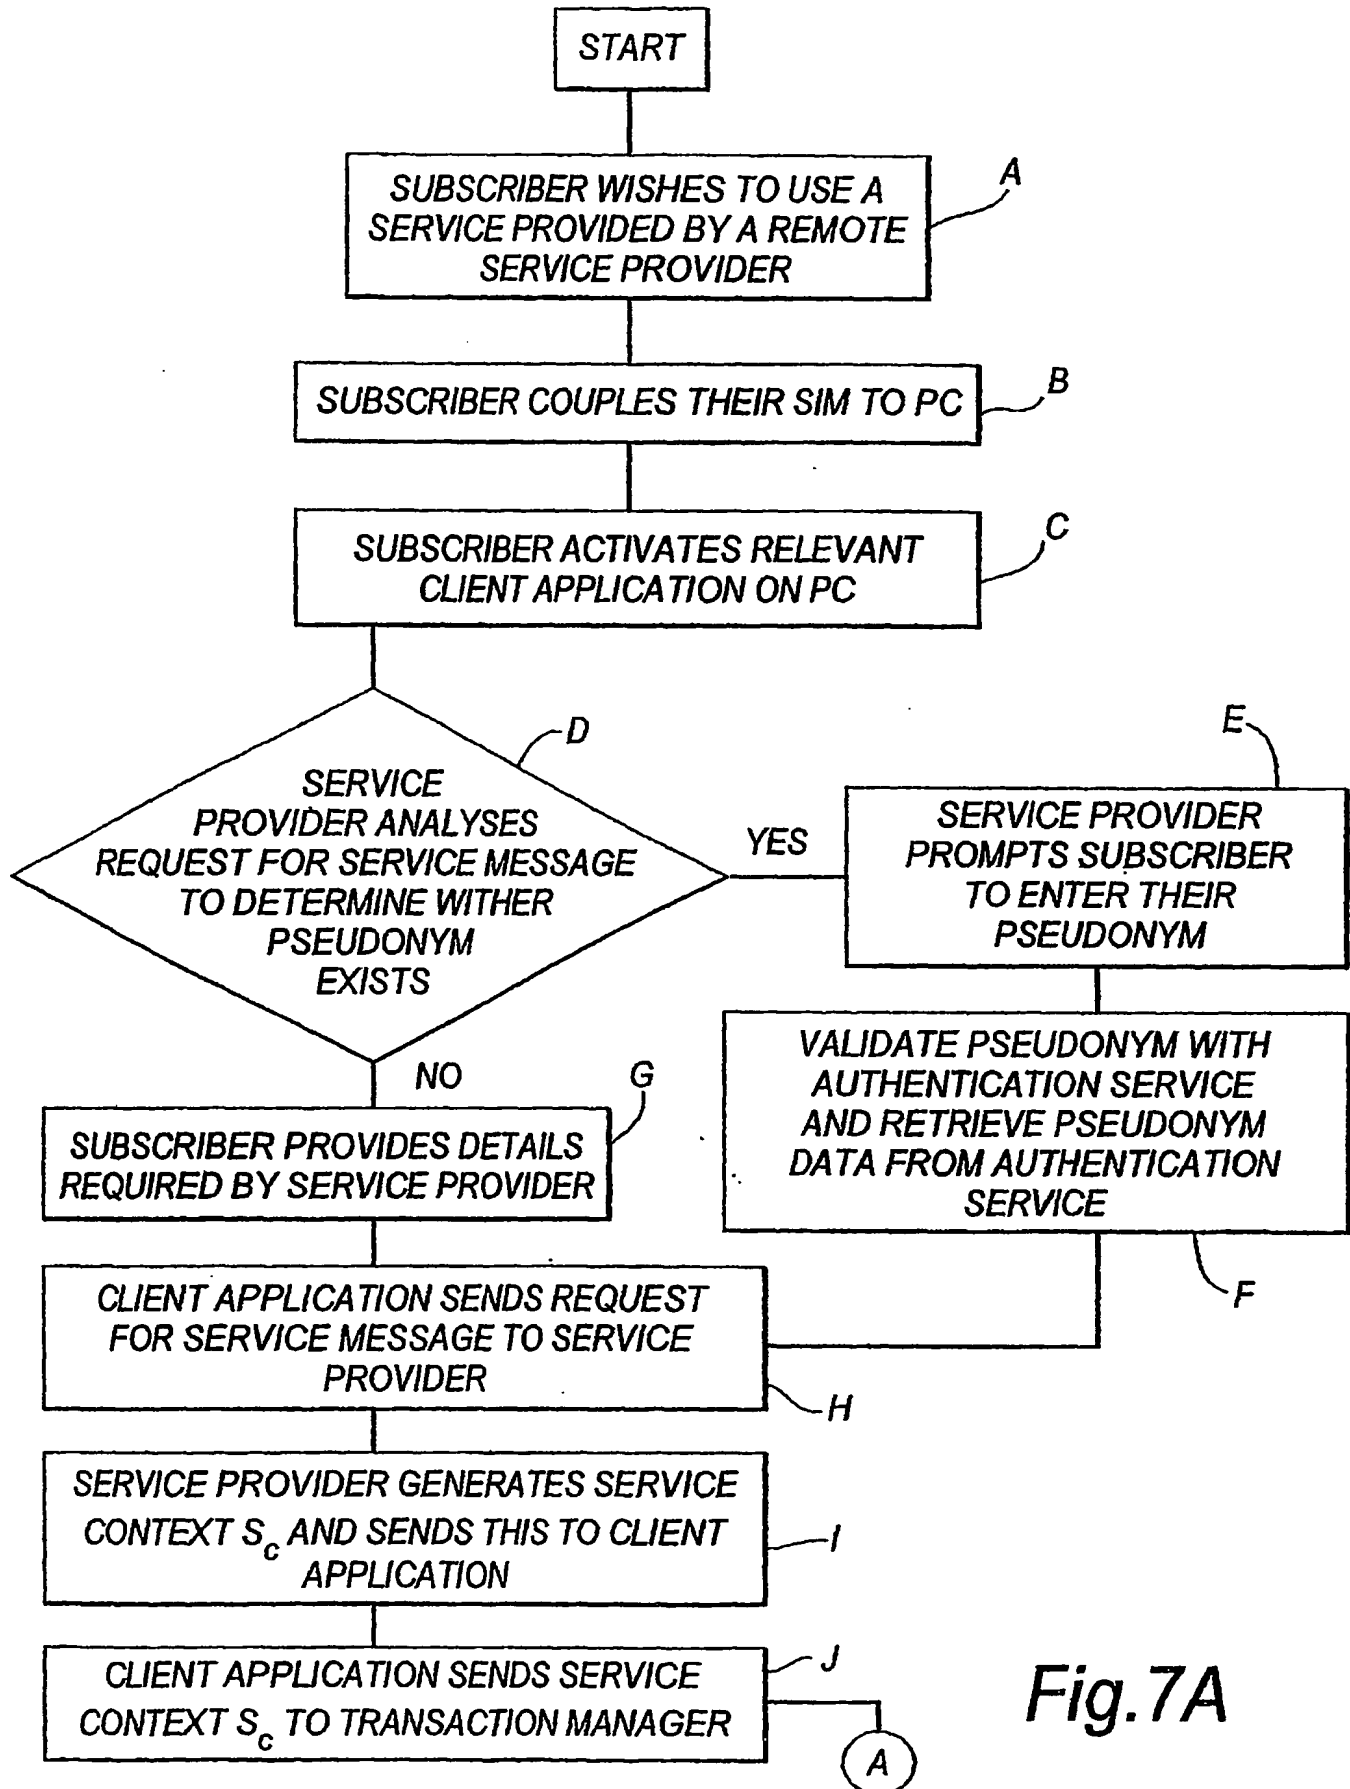 START
SUBSCRIBER WISHES TO USE A
SERVICE PROVIDED BY A REMOTE
SERVICE PROVIDER
A
SUBSCRIBER COUPLES THEIR SIM TO PC
B
SUBSCRIBER ACTIVATES RELEVANT
CLIENT APPLICATION ON PC
C
SERVICE
PROVIDER ANALYSES
REQUEST FOR SERVICE MESSAGE
TO DETERMINE WITHER
PSEUDONYM
EXISTS
D
YES
E
SERVICE PROVIDER
PROMPTS SUBSCRIBER
TO ENTER THEIR
PSEUDONYM
VALIDATE PSEUDONYM WITH
AUTHENTICATION SERVICE
AND RETRIEVE PSEUDONYM
DATA FROM AUTHENTICATION
SERVICE
F
NO
G
SUBSCRIBER PROVIDES DETAILS
REQUIRED BY SERVICE PROVIDER
CLIENT APPLICATION SENDS REQUEST
FOR SERVICE MESSAGE TO SERVICE
PROVIDER
H
SERVICE PROVIDER GENERATES SERVICE
CONTEXT Sc AND SENDS THIS TO CLIENT
APPLICATION
I
CLIENT APPLICATION SENDS SERVICE
CONTEXT Sc TO TRANSACTION MANAGER
J
A
Fig.7A